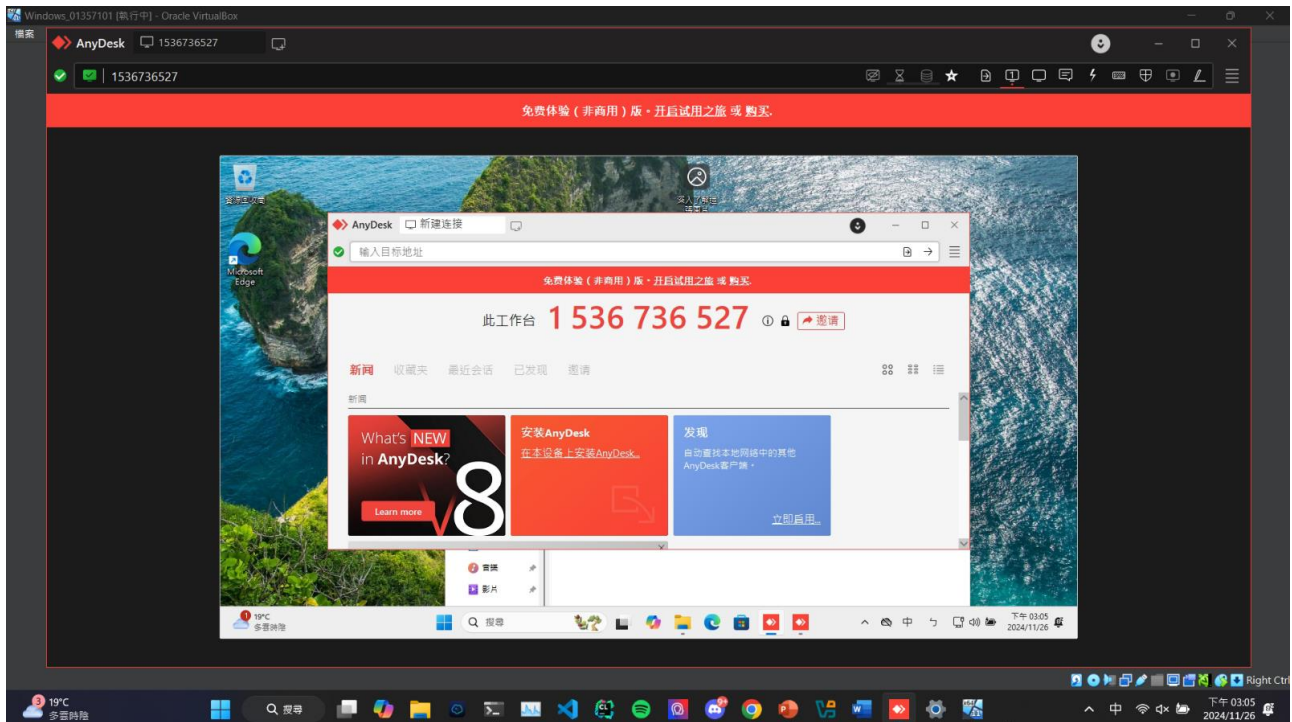 Windows_01357101 [執行中] - Oracle VirtualBox
檔案
AnyDesk 1536736527
1536736527
免费体验 ( 非商用 ) 版。开启试用之旅 或 购买.
Microsoft Edge
AnyDesk 新建连接
输入目标地址
免费体验 ( 非商用 ) 版。开启试用之旅 或 购买.
此工作台 1 536 736 527 邀请
新闻 收藏夹 最近会话 已发现 邀请
新闻
What's NEW
in AnyDesk?
V8
Learn more
安装AnyDesk
在本设备上安装AnyDesk...
发现
自动查找本地网络中的其他
AnyDesk客户端。
立即启用...
音樂
影片
1
19°C
多雲時陰
搜尋
中 ㄅ
下午 03:05
2024/11/26
Right Ctrl
3
19°C
多雲時陰
搜尋
中
下午 03:05
2024/11/26